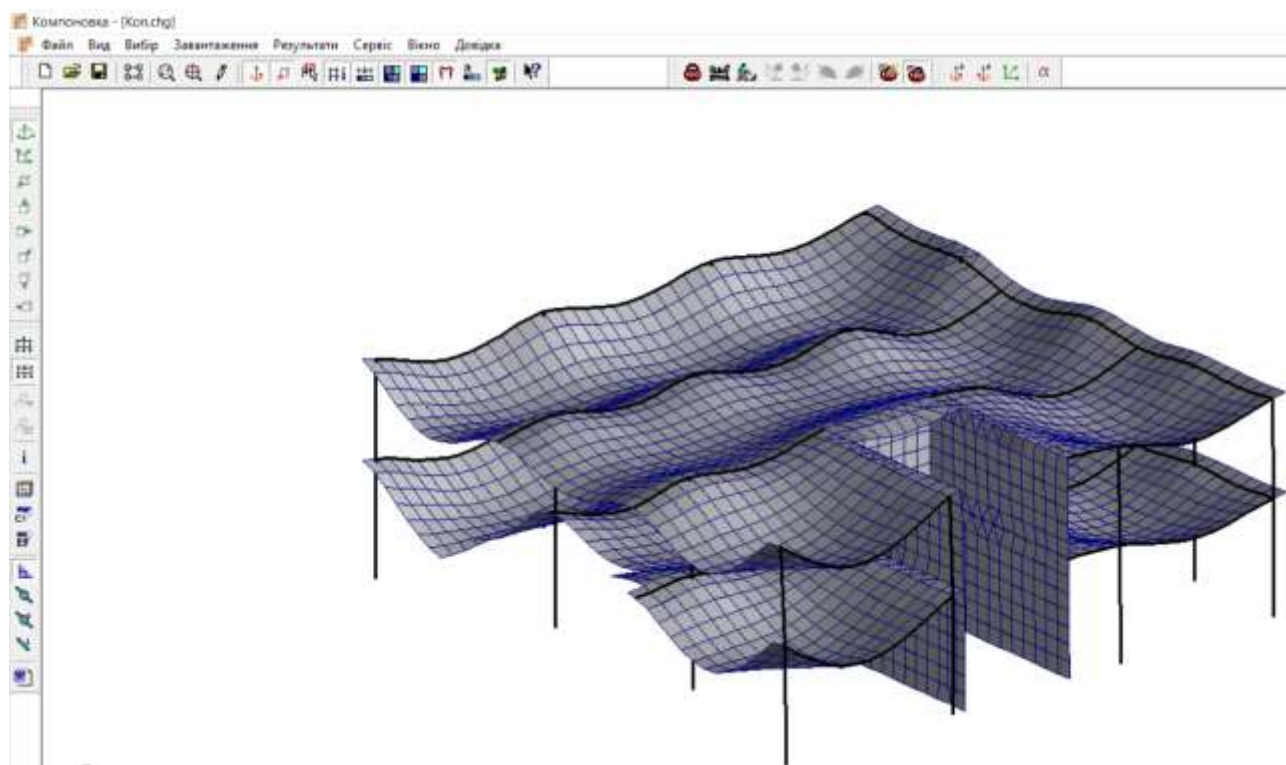 Компоновка - [Kon.chg]
Файл Вид Вибір Завантаження Результати Сервіс Вікно Довідка